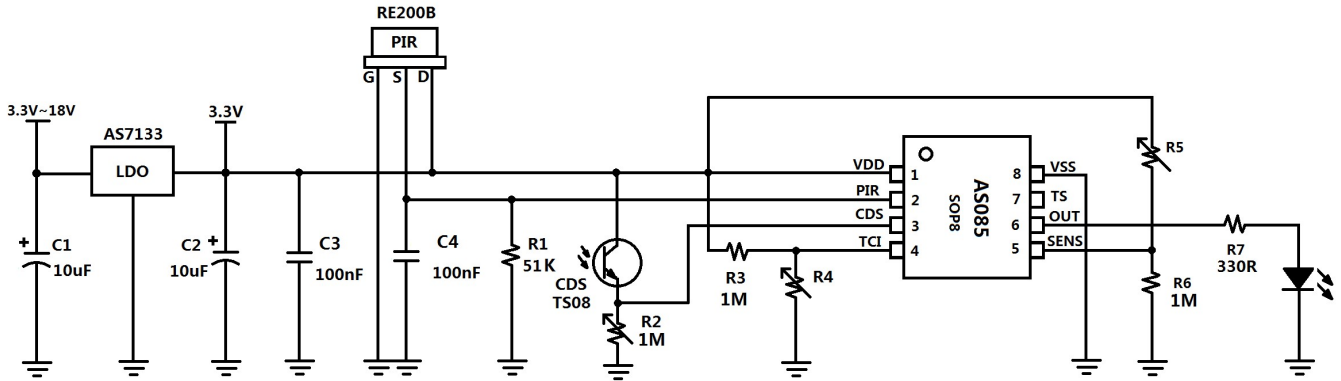 RE200B
PIR
G S D
3.3V~18V
3.3V
AS7133
LDO
C1
10uF
C2
10uF
C3
100nF
C4
100nF
R1
51K
CDS
TS08
R2
1M
R3
1M
R4
VDD
PIR
CDS
TCI
1
2
3
4
AS085
SOP8
8
7
6
5
VSS
TS
OUT
SENS
R5
R6
1M
R7
330R
+
+